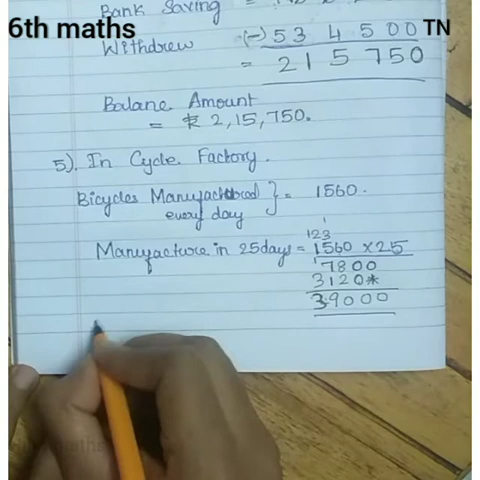 Bank Saving =
6th maths
TN
Withdrew (-) 5 3 4 5 0 0
= 2 1 5 7 5 0
Balane Amount
= ₹ 2,15,750.
5). In Cycle Factory.
Bicycles Manufactured } = 1560.
every day
1
123
Manufacture in 25days = 1560 × 25
1 7800
3120*
39000